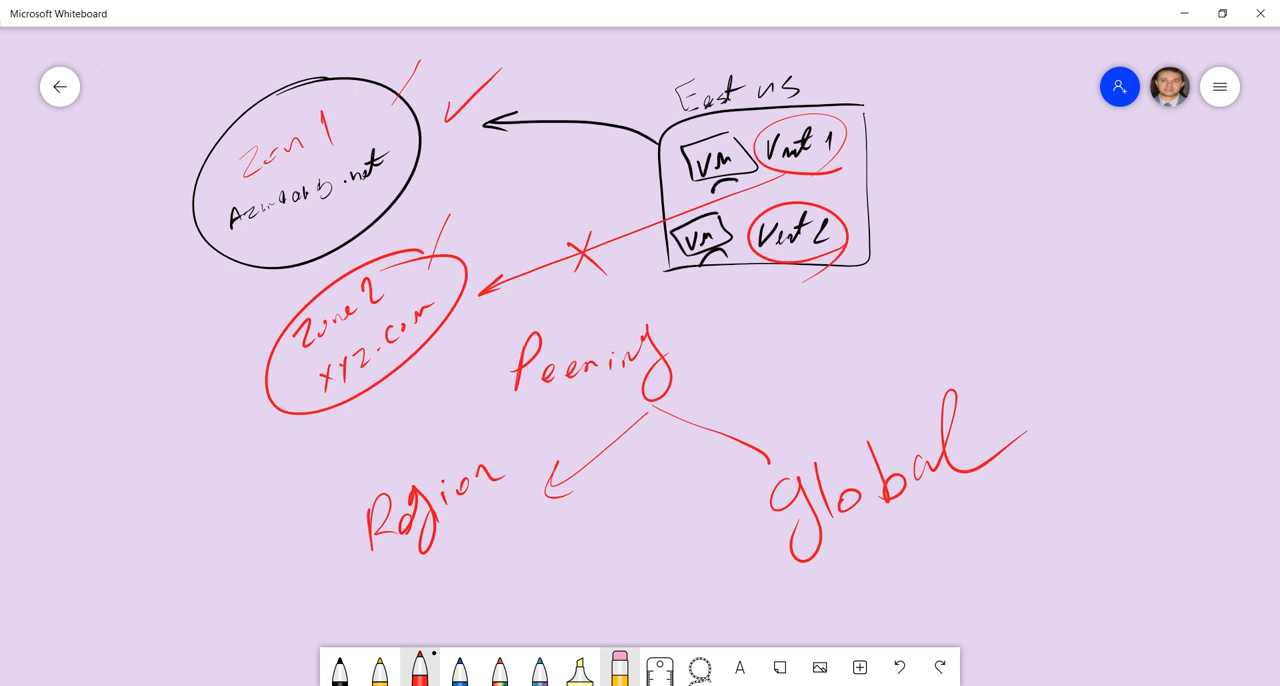 Microsoft Whiteboard
East us
Zon 1
.net
VM Vnet 1
VM Vnet 2
Zone 2
XYZ.com
Peering
Region
global
A